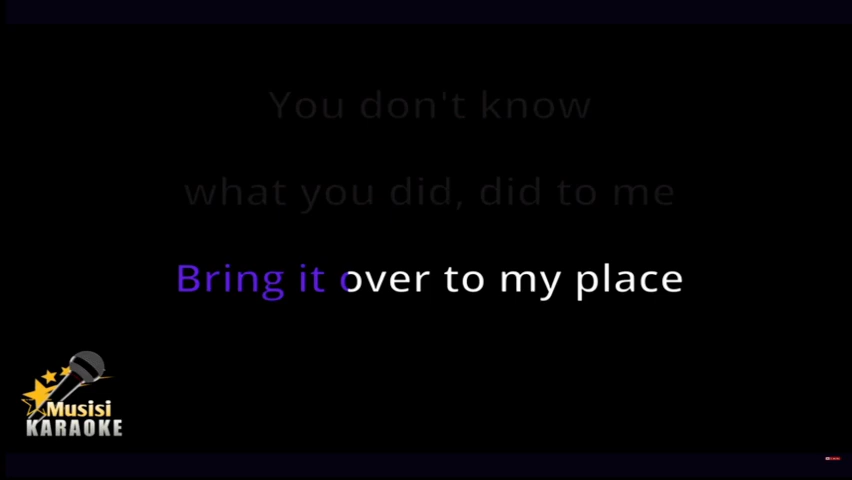 You don't know
what you did, did to me
Bring it over to my place
Musisi
KARAOKE